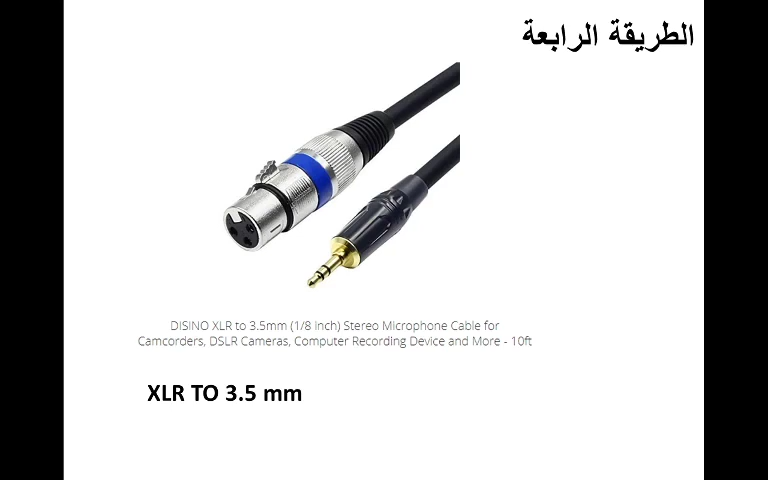 الطريقة الرابعة
DISINO XLR to 3.5mm (1/8 inch) Stereo Microphone Cable for
Camcorders, DSLR Cameras, Computer Recording Device and More - 10ft
XLR TO 3.5 mm